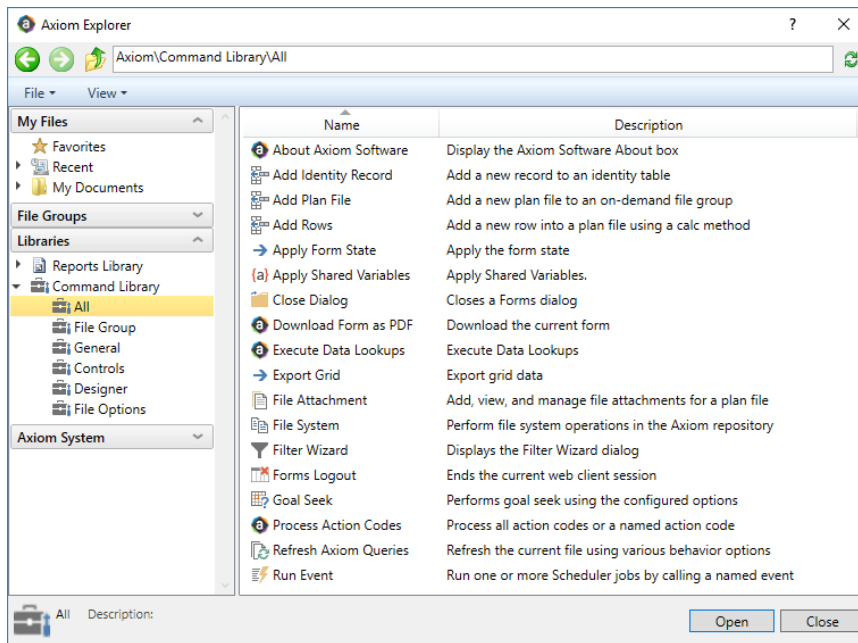 Axiom Explorer
Axiom\Command Library\All
File View
My Files
Favorites
Recent
My Documents
File Groups
Libraries
Reports Library
Command Library
All
File Group
General
Controls
Designer
File Options
Axiom System
Name Description
About Axiom Software Display the Axiom Software About box
Add Identity Record Add a new record to an identity table
Add Plan File Add a new plan file to an on-demand file group
Add Rows Add a new row into a plan file using a calc method
Apply Form State Apply the form state
{a} Apply Shared Variables Apply Shared Variables.
Close Dialog Closes a Forms dialog
Download Form as PDF Download the current form
Execute Data Lookups Execute Data Lookups
Export Grid Export grid data
File Attachment Add, view, and manage file attachments for a plan file
File System Perform file system operations in the Axiom repository
Filter Wizard Displays the Filter Wizard dialog
Forms Logout Ends the current web client session
Goal Seek Performs goal seek using the configured options
Process Action Codes Process all action codes or a named action code
Refresh Axiom Queries Refresh the current file using various behavior options
Run Event Run one or more Scheduler jobs by calling a named event
All Description:
Open Close